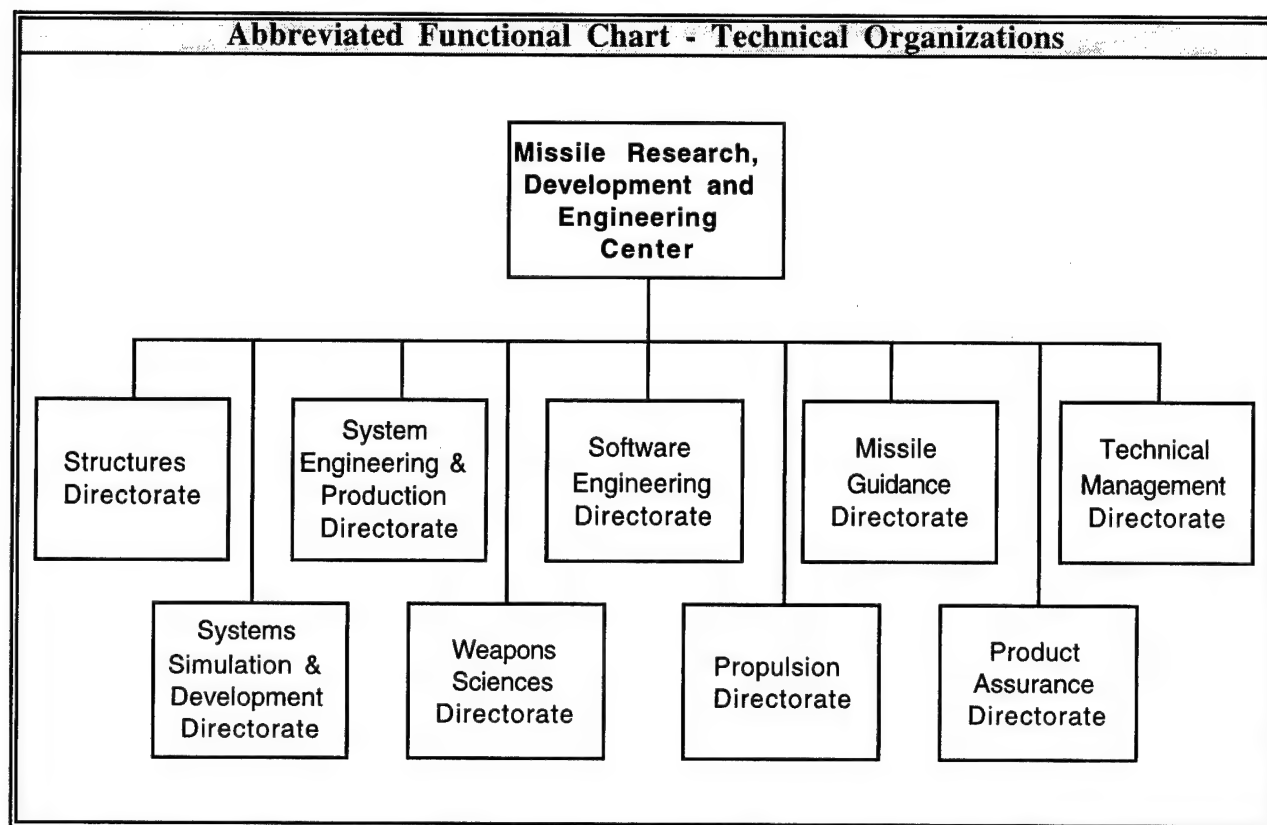 Abbreviated Functional Chart - Technical Organizations
Missile Research,
Development and
Engineering
Center
Structures
Directorate
System
Engineering &
Production
Directorate
Software
Engineering
Directorate
Missile
Guidance
Directorate
Technical
Management
Directorate
Systems
Simulation &
Development
Directorate
Weapons
Sciences
Directorate
Propulsion
Directorate
Product
Assurance
Directorate